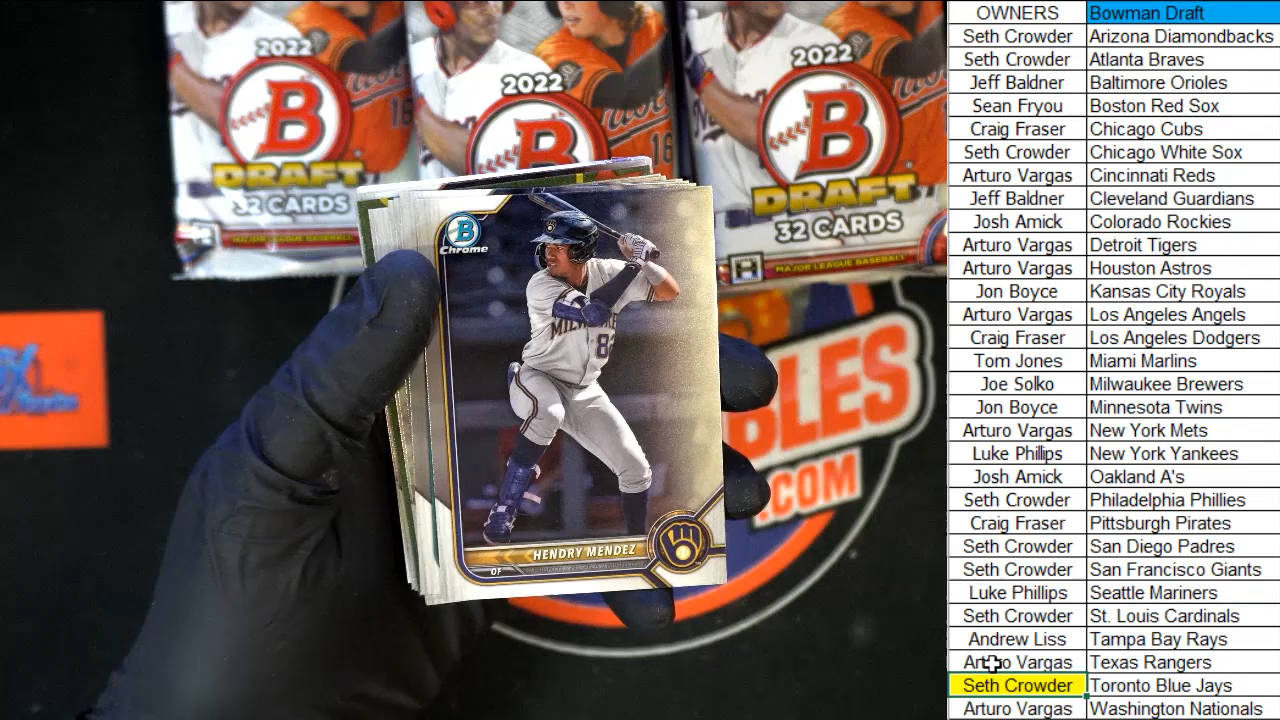 2022
B
DRAFT
32 CARDS
MAJOR LEAGUE BASEBALL
2022
B
16
2022
B
DRAFT
32 CARDS
MAJOR LEAGUE BASEBALL
B
Chrome
HENDRY MENDEZ
OF
BLES
.COM
OWNERS Bowman Draft
Seth Crowder Arizona Diamondbacks
Seth Crowder Atlanta Braves
Jeff Baldner Baltimore Orioles
Sean Fryou Boston Red Sox
Craig Fraser Chicago Cubs
Seth Crowder Chicago White Sox
Arturo Vargas Cincinnati Reds
Jeff Baldner Cleveland Guardians
Josh Amick Colorado Rockies
Arturo Vargas Detroit Tigers
Arturo Vargas Houston Astros
Jon Boyce Kansas City Royals
Arturo Vargas Los Angeles Angels
Craig Fraser Los Angeles Dodgers
Tom Jones Miami Marlins
Joe Solko Milwaukee Brewers
Jon Boyce Minnesota Twins
Arturo Vargas New York Mets
Luke Phillips New York Yankees
Josh Amick Oakland A's
Seth Crowder Philadelphia Phillies
Craig Fraser Pittsburgh Pirates
Seth Crowder San Diego Padres
Seth Crowder San Francisco Giants
Luke Phillips Seattle Mariners
Seth Crowder St. Louis Cardinals
Andrew Liss Tampa Bay Rays
Arturo Vargas Texas Rangers
Seth Crowder Toronto Blue Jays
Arturo Vargas Washington Nationals